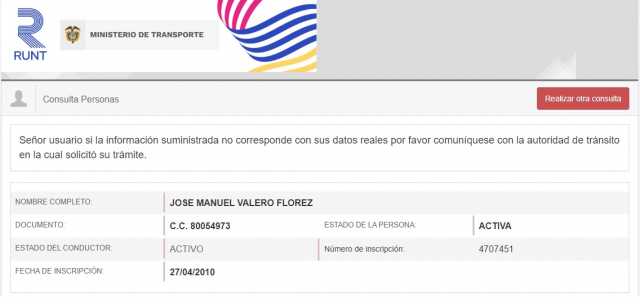 RUNT
MINISTERIO DE TRANSPORTE
Consulta Personas
Realizar otra consulta
Señor usuario si la información suministrada no corresponde con sus datos reales por favor comuníquese con la autoridad de tránsito
en la cual solicitó su trámite.
NOMBRE COMPLETO: JOSE MANUEL VALERO FLOREZ
DOCUMENTO: C.C. 80054973 ESTADO DE LA PERSONA: ACTIVA
ESTADO DEL CONDUCTOR: ACTIVO Número de inscripción: 4707451
FECHA DE INSCRIPCIÓN 27/04/2010